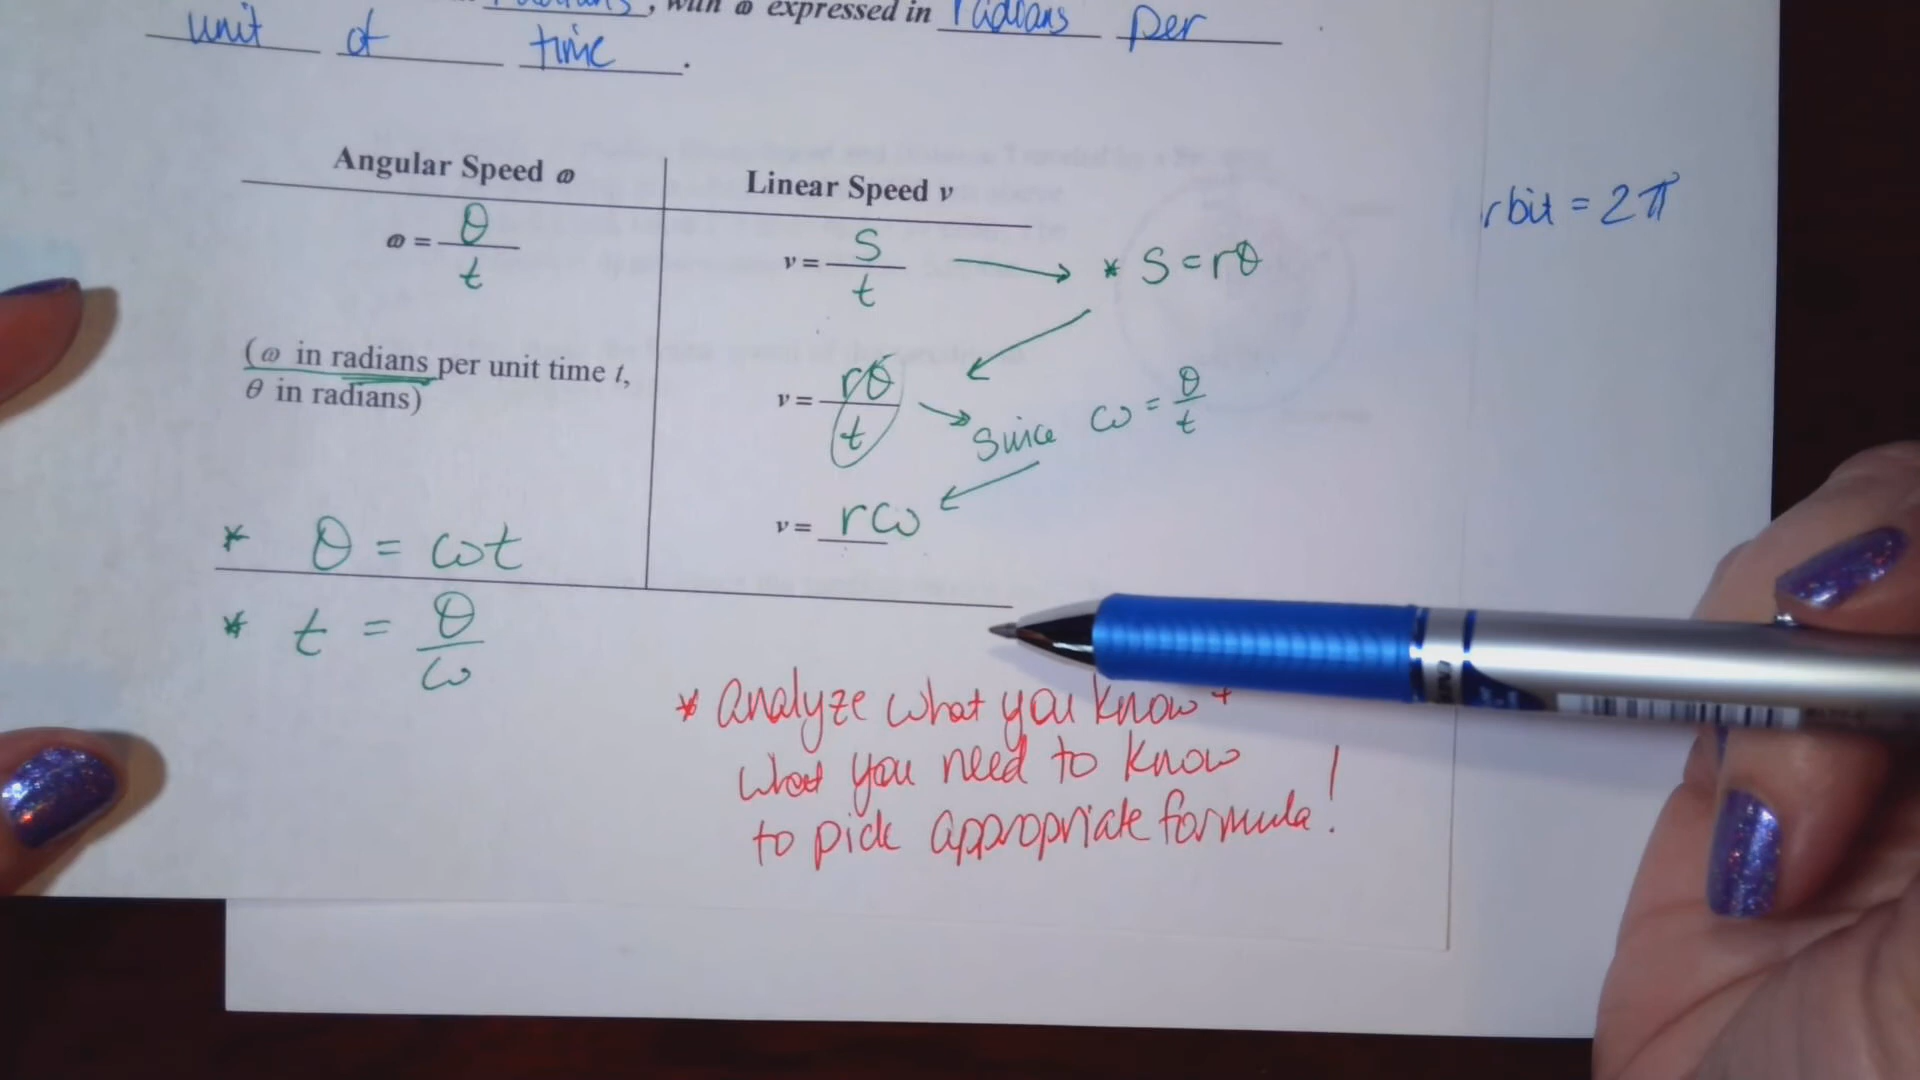 radians, with ω expressed in radians per
unit of time.
Angular Speed ω
Linear Speed v
ω = θ/t
v = s/t → * S = rθ
rbit = 2π
(ω in radians per unit time t,
θ in radians)
v = rθ/t → Since ω = θ/t
v = rω
* θ = ωt
* t = θ/ω
* Analyze what you know +
what you need to know
to pick appropriate formula!